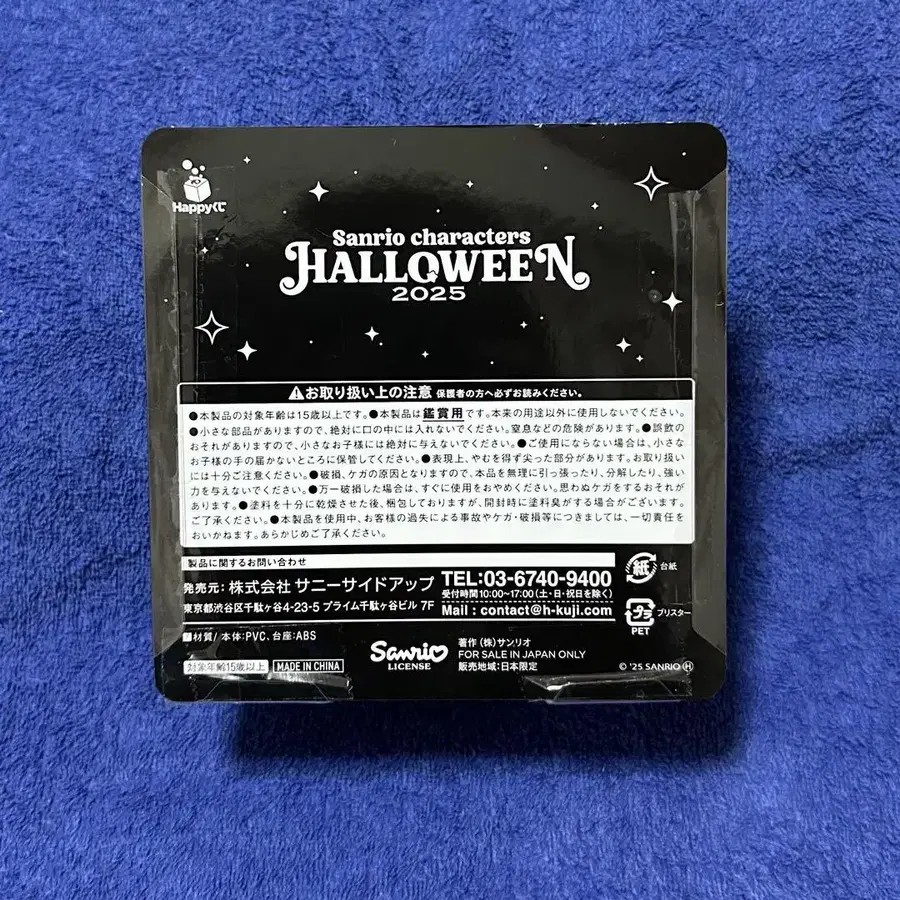 Happyくじ
Sanrio characters
HALLOWEEN
2025
⚠お取り扱い上の注意 保護者の方へ必ずお読みください。
●本製品の対象年齢は15歳以上です。●本製品は鑑賞用です。本来の用途以外に使用しないでください。
●小さな部品がありますので、絶対に口の中には入れないでください。窒息などの危険があります。●誤飲の
おそれがありますので、小さなお子様には絶対に与えないでください。●ご使用にならない場合は、小さな
お子様の手の届かないところに保管してください。●表現上、やむを得ず尖った部分があります。お取り扱い
には十分ご注意ください。●破損、ケガの原因となりますので、本品を無理に引っ張ったり、分解したり、強い
力を与えないでください。●万一破損した場合は、すぐに使用をおやめください。思わぬケガをするおそれが
あります。●塗料を十分に乾燥させた後、梱包しておりますが、開封時に塗料臭がする場合がございます。
ご了承ください。●本製品を使用中、お客様の過失による事故やケガ・破損等につきましては、一切責任を
おいかねます。あらかじめご了承ください。
製品に関するお問い合わせ
発売元：株式会社 サニーサイドアップ
東京都渋谷区千駄ヶ谷4-23-5 プライム千駄ヶ谷ビル 7F
TEL:03-6740-9400
受付時間10:00~17:00(土・日・祝日を除く)
Mail : contact@h-kuji.com
紙 台紙
プラ ブリスター
PET
■材質/ 本体：PVC、台座：ABS
対象年齢15歳以上
MADE IN CHINA
Sanrio
LICENSE
著作 (株)サンリオ
FOR SALE IN JAPAN ONLY
販売地域：日本限定
© '25 SANRIO Ⓗ